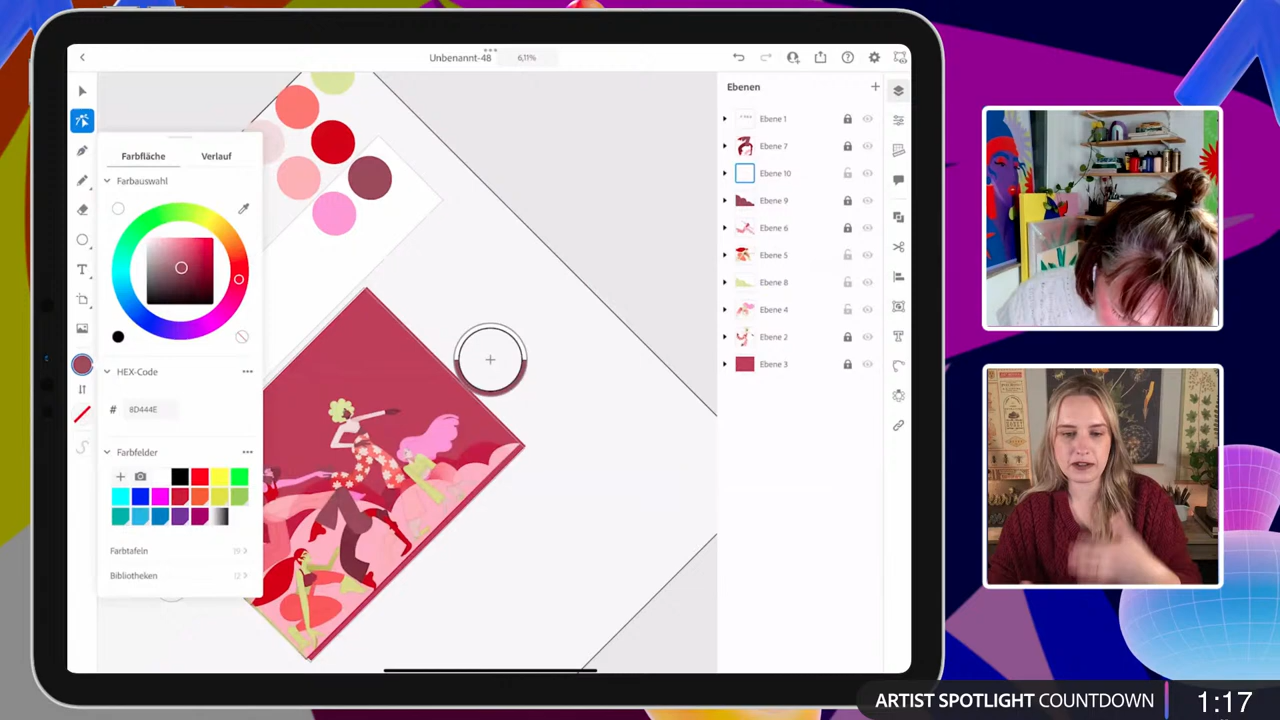 Unbenannt-48
6,11%
Farbfläche
Verlauf
Farbauswahl
HEX-Code
# 8D444E
Farbfelder
Farbtafeln
Bibliotheken
Ebenen
Ebene 1
Ebene 7
Ebene 10
Ebene 9
Ebene 6
Ebene 5
Ebene 8
Ebene 4
Ebene 2
Ebene 3
ARTIST SPOTLIGHT COUNTDOWN 1:17